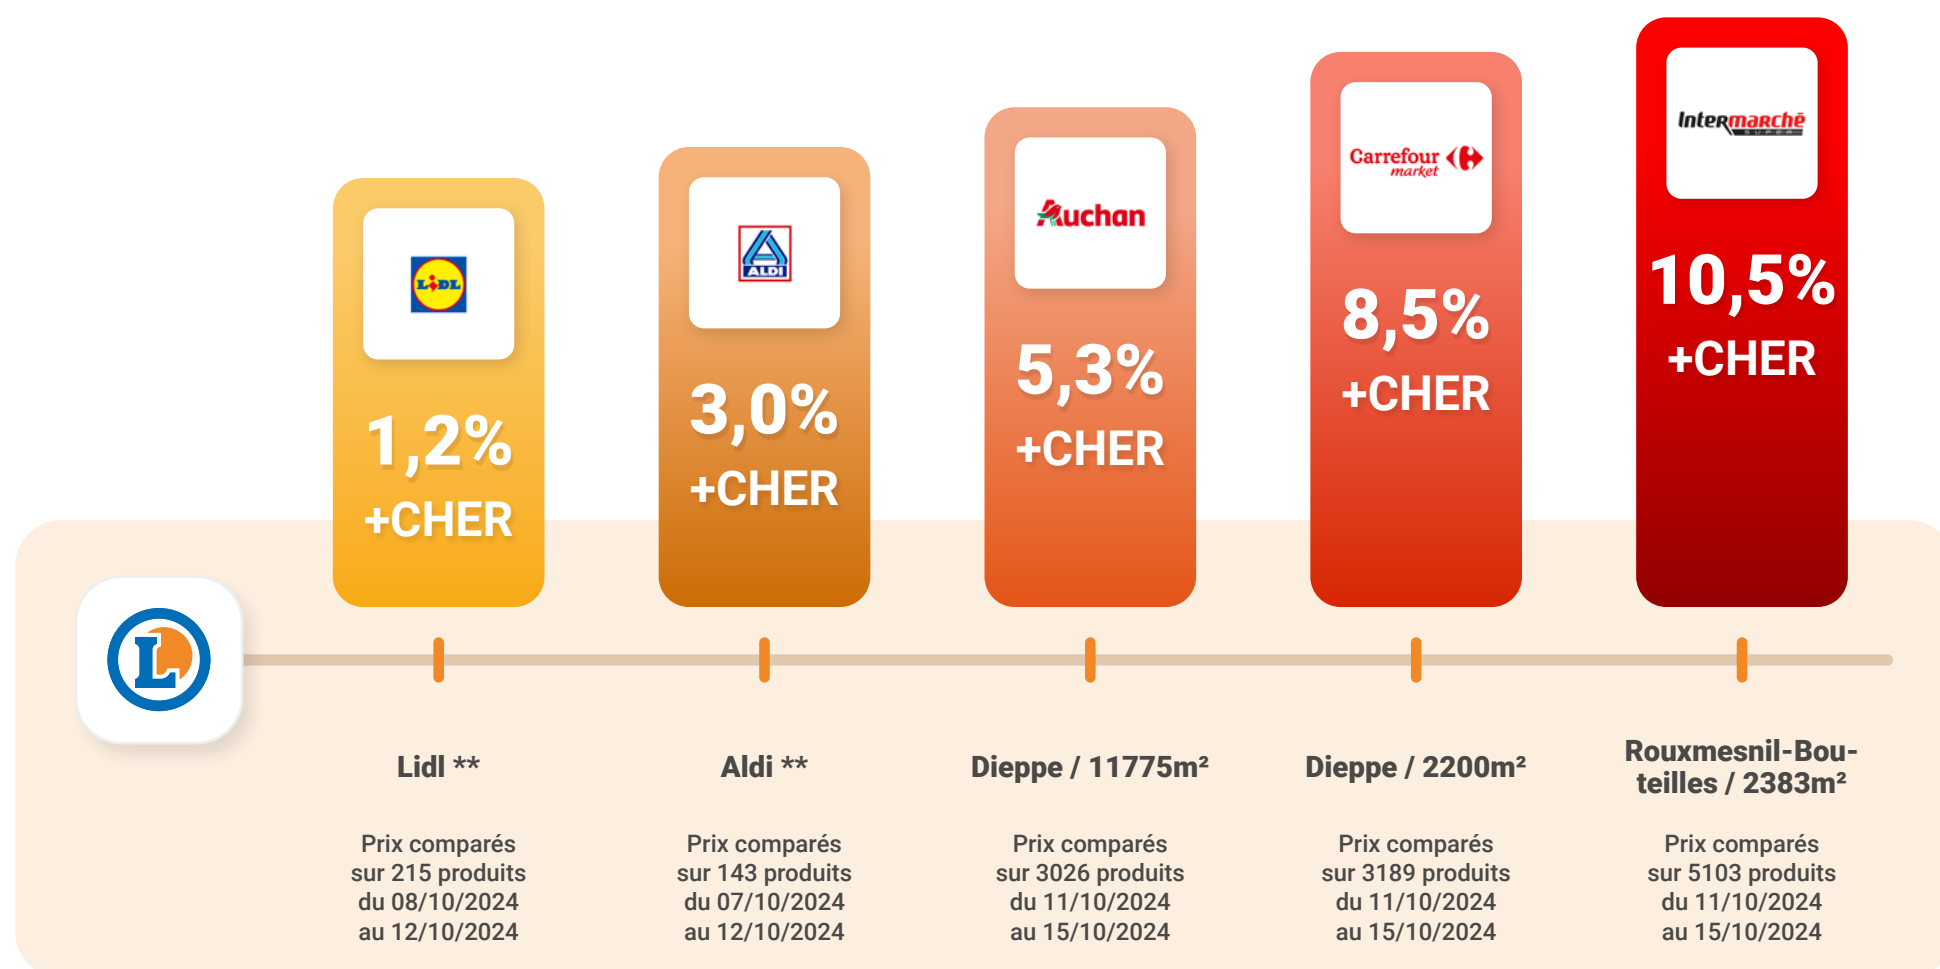 LIDL
1,2%
+CHER
ALDI
3,0%
+CHER
Auchan
5,3%
+CHER
Carrefour
market
8,5%
+CHER
Intermarchē
SUPER
10,5%
+CHER
L
Lidl **
Prix comparés
sur 215 produits
du 08/10/2024
au 12/10/2024
Aldi **
Prix comparés
sur 143 produits
du 07/10/2024
au 12/10/2024
Dieppe / 11775m²
Prix comparés
sur 3026 produits
du 11/10/2024
au 15/10/2024
Dieppe / 2200m²
Prix comparés
sur 3189 produits
du 11/10/2024
au 15/10/2024
Rouxmesnil-Bou-
teilles / 2383m²
Prix comparés
sur 5103 produits
du 11/10/2024
au 15/10/2024